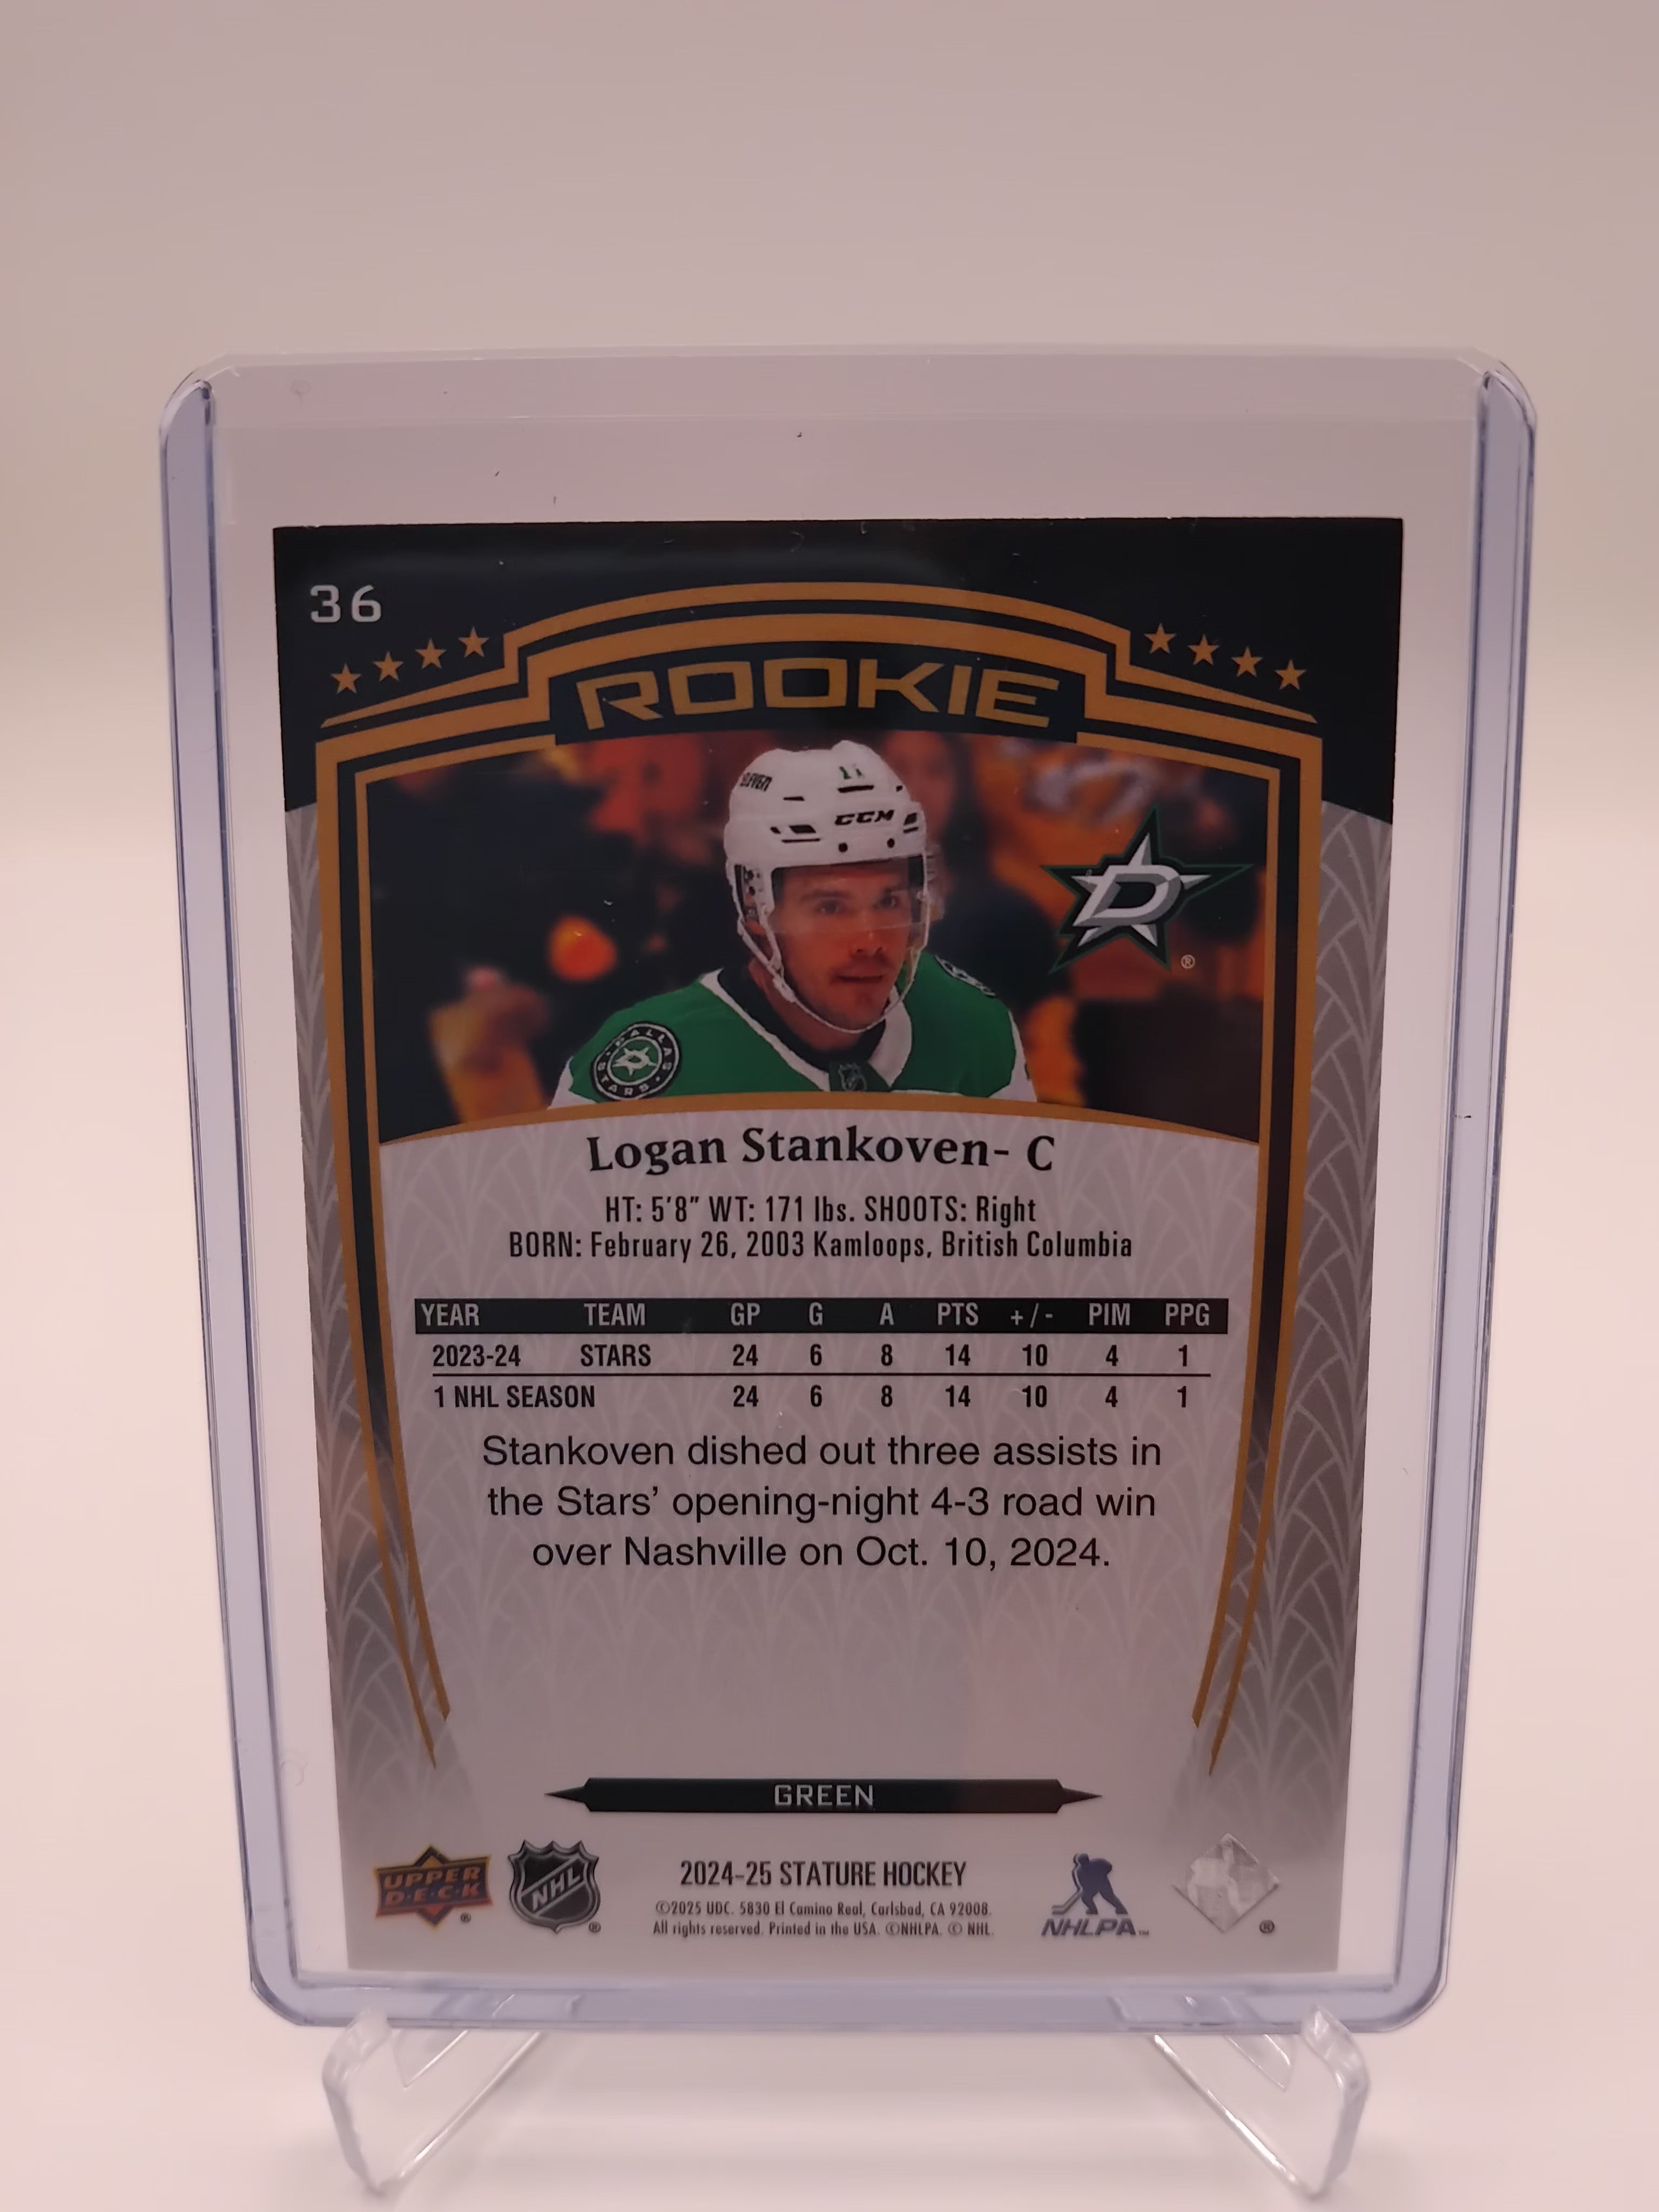 36
ROOKIE
11
CCM
D
®
DALLAS
STARS
Logan Stankoven- C
HT: 5'8" WT: 171 lbs. SHOOTS: Right
BORN: February 26, 2003 Kamloops, British Columbia
YEAR TEAM GP G A PTS +/- PIM PPG
2023-24 STARS 24 6 8 14 10 4 1
1 NHL SEASON 24 6 8 14 10 4 1
Stankoven dished out three assists in
the Stars' opening-night 4-3 road win
over Nashville on Oct. 10, 2024.
GREEN
UPPER
D·E·C·K
®
NHL
®
2024-25 STATURE HOCKEY
©2025 UDC. 5830 El Camino Real, Carlsbad, CA 92008.
All rights reserved. Printed in the USA. ©NHLPA. © NHL.
NHLPA™
®